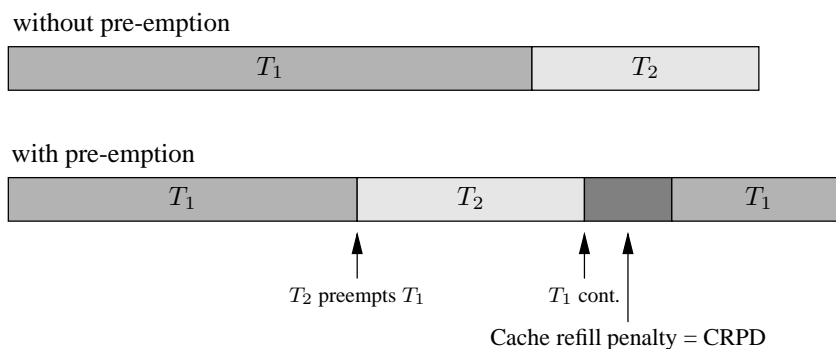 without pre-emption
T₁ T₂
with pre-emption
T₁ T₂ T₁
T₂ preempts T₁ T₁ cont.
Cache refill penalty = CRPD